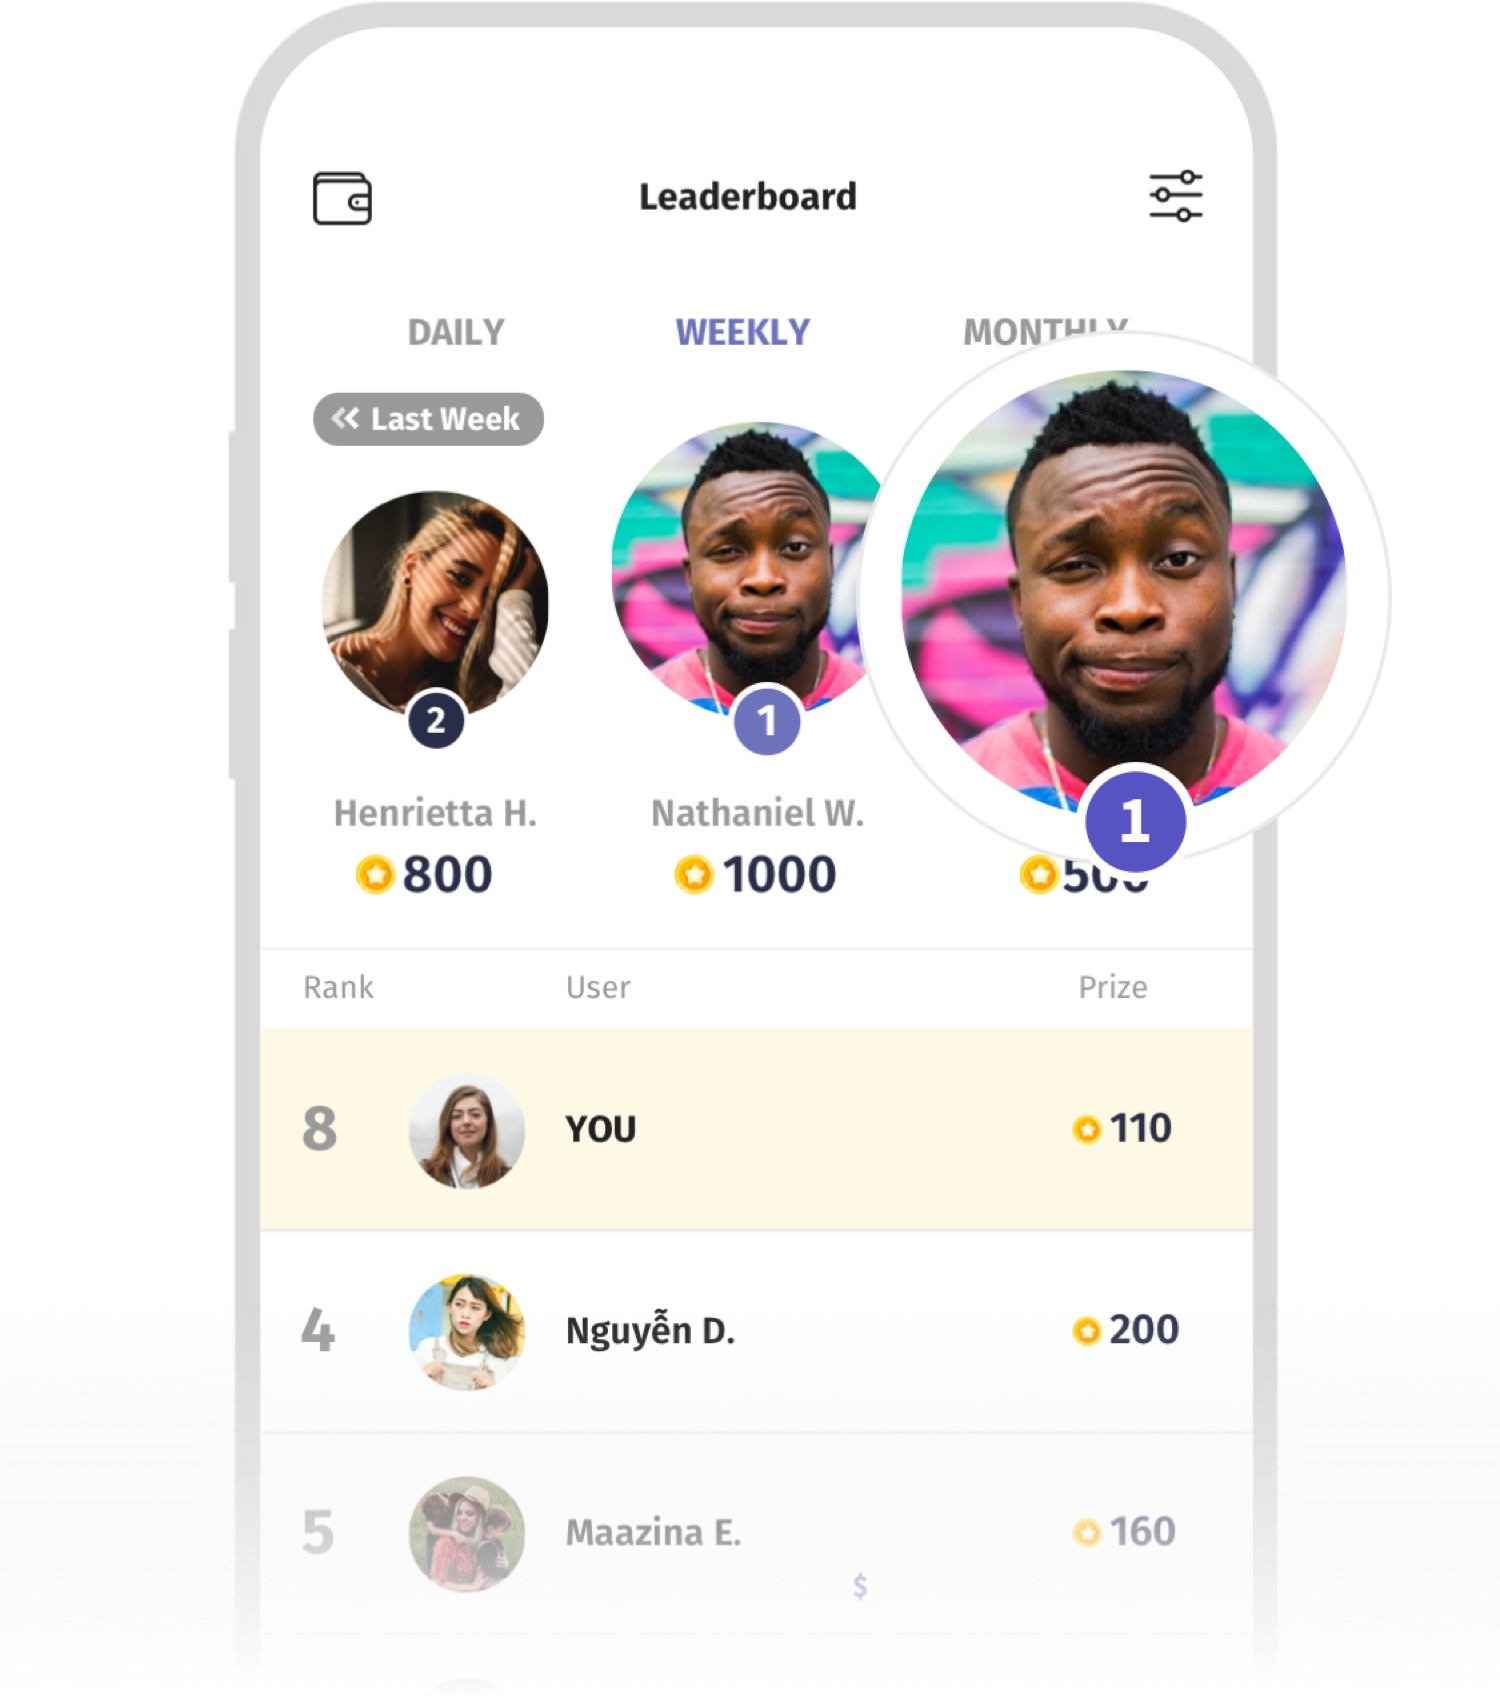 Leaderboard
DAILY WEEKLY MONTHLY
Last Week
2 1 1
Henrietta H. Nathaniel W.
800 1000 500
Rank User Prize
8 YOU 110
4 Nguyễn D. 200
5 Maazina E. 160
$